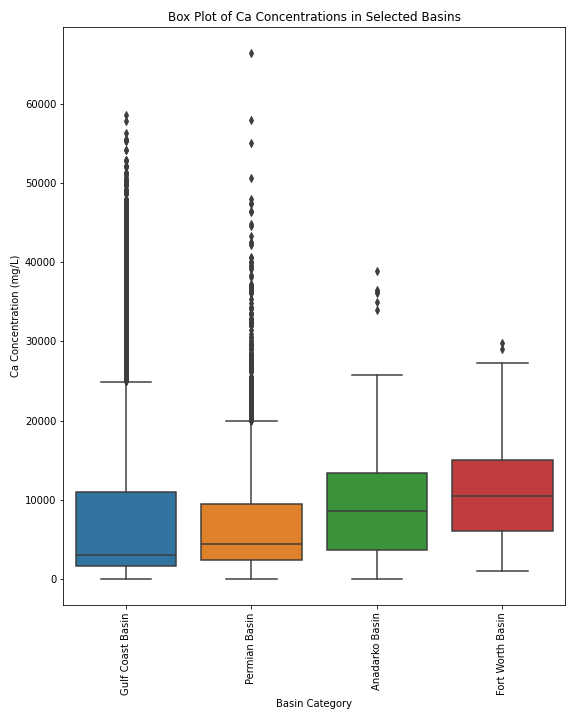 Box Plot of Ca Concentrations in Selected Basins
60000
50000
40000
30000
20000
10000
0
Ca Concentration (mg/L)
Gulf Coast Basin
Permian Basin
Anadarko Basin
Fort Worth Basin
Basin Category